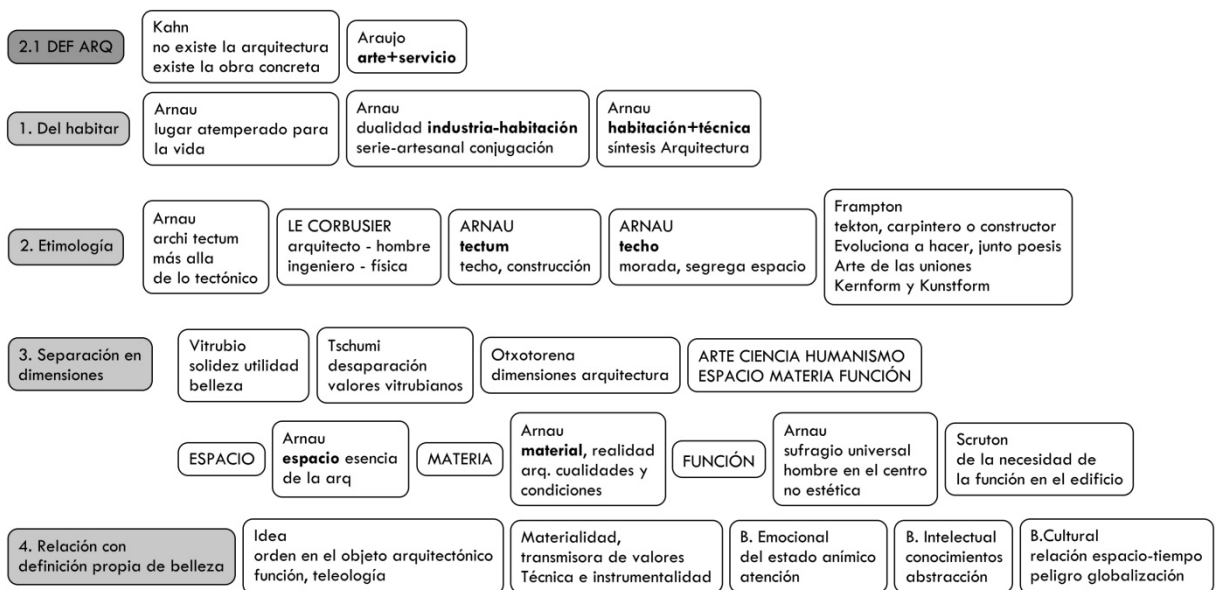 2.1 DEF ARQ
Kahn
no existe la arquitectura
existe la obra concreta
Araujo
arte+servicio
1. Del habitar
Arnau
lugar atemperado para
la vida
Arnau
dualidad industria-habitación
serie-artesanal conjugación
Arnau
habitación+técnica
síntesis Arquitectura
2. Etimología
Arnau
archi tectum
más alla
de lo tectónico
LE CORBUSIER
arquitecto - hombre
ingeniero - física
ARNAU
tectum
techo, construcción
ARNAU
techo
morada, segrega espacio
Frampton
tekton, carpintero o constructor
Evoluciona a hacer, junto poesis
Arte de las uniones
Kernform y Kunstform
3. Separación en
dimensiones
Vitrubio
solidez utilidad
belleza
Tschumi
desaparación
valores vitrubianos
Otxotorena
dimensiones arquitectura
ARTE CIENCIA HUMANISMO
ESPACIO MATERIA FUNCIÓN
ESPACIO
Arnau
espacio esencia
de la arq
MATERIA
Arnau
material, realidad
arq. cualidades y
condiciones
FUNCIÓN
Arnau
sufragio universal
hombre en el centro
no estética
Scruton
de la necesidad de
la función en el edificio
4. Relación con
definición propia de belleza
Idea
orden en el objeto arquitectónico
función, teleología
Materialidad,
transmisora de valores
Técnica e instrumentalidad
B. Emocional
del estado anímico
atención
B. Intelectual
conocimientos
abstracción
B.Cultural
relación espacio-tiempo
peligro globalización